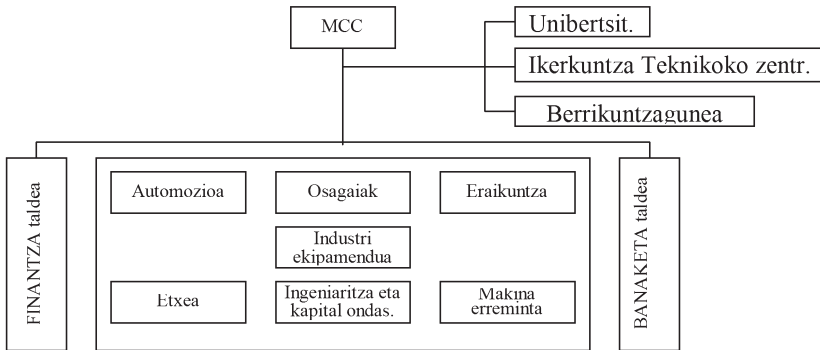 MCC
Unibertsit.
Ikerkuntza Teknikoko zentr.
Berrikuntzagunea
FINANTZA taldea
Automozioa
Osagaiak
Eraikuntza
Industri
ekipamendua
Etxea
Ingeniaritza eta
kapital ondas.
Makina
erreminta
BANAKETA taldea